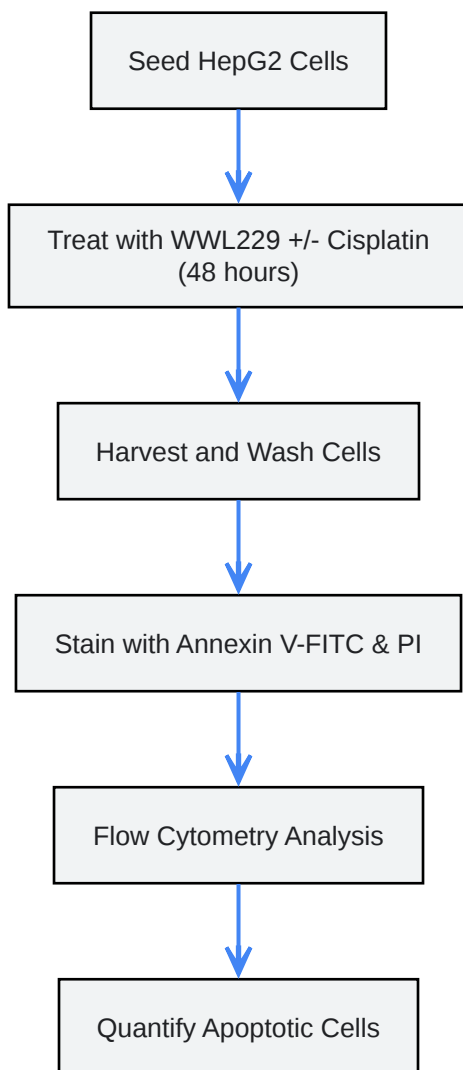 Seed HepG2 Cells
Treat with WWL229 +/- Cisplatin
(48 hours)
Harvest and Wash Cells
Stain with Annexin V-FITC & PI
Flow Cytometry Analysis
Quantify Apoptotic Cells